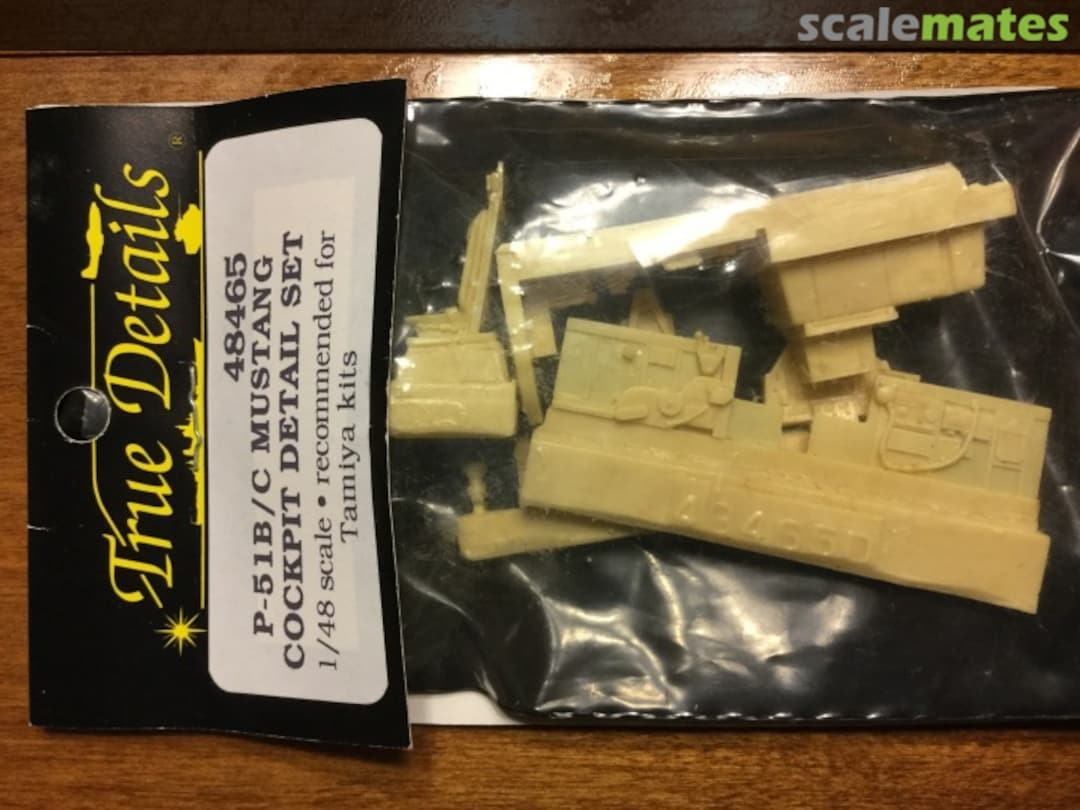 scalemates
True Details ®
48465
P-51B/C MUSTANG
COCKPIT DETAIL SET
1/48 scale • recommended for
Tamiya kits
48465D